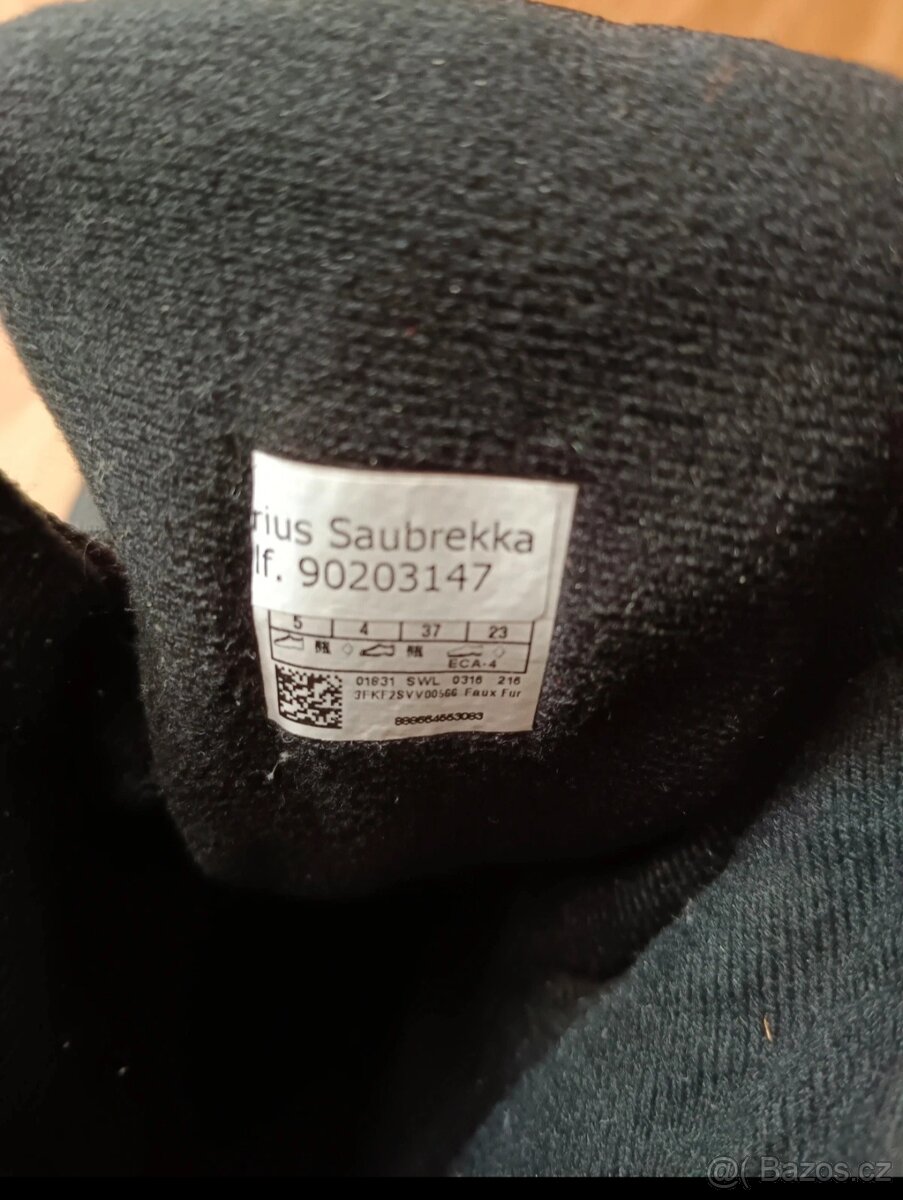 rius Saubrekka
lf. 90203147
5 4 37 23
ECA-4
01831 SWL 0316 216
Faux Fur
@( Bazos.cz